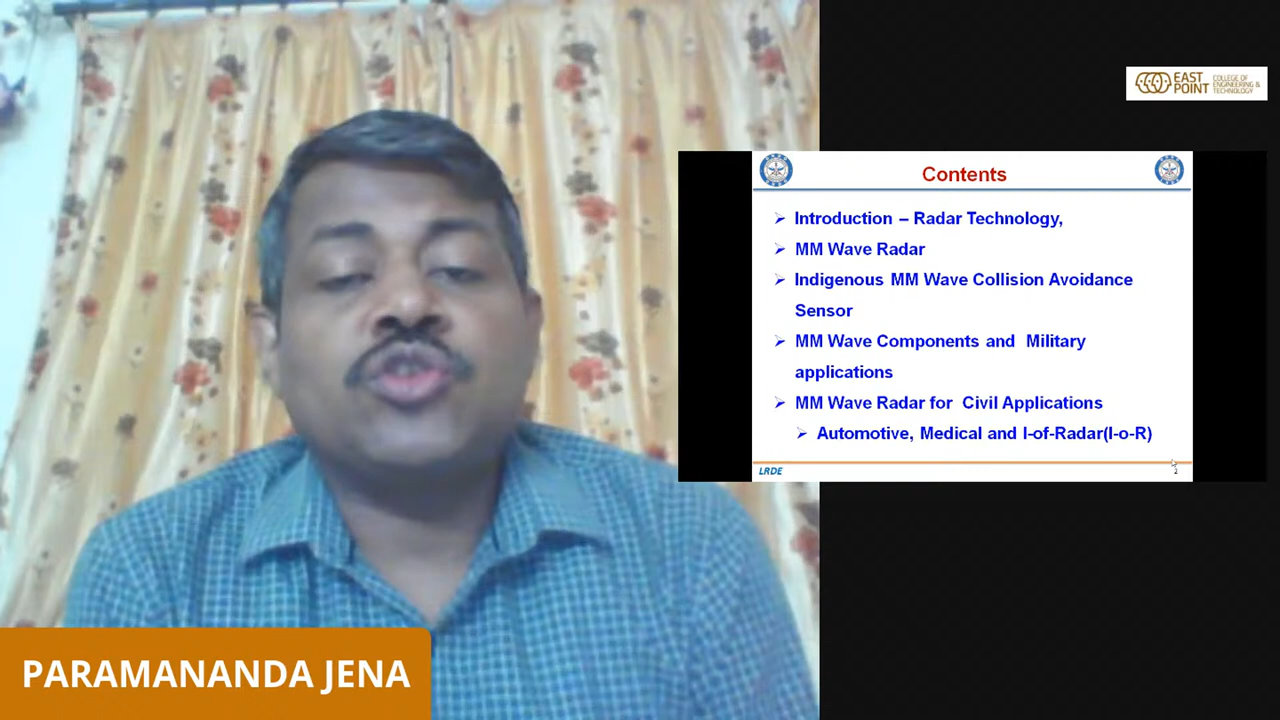 EAST
POINT
COLLEGE OF
ENGINEERING &
TECHNOLOGY
Contents
Introduction – Radar Technology,
MM Wave Radar
Indigenous MM Wave Collision Avoidance
Sensor
MM Wave Components and Military
applications
MM Wave Radar for Civil Applications
Automotive, Medical and I-of-Radar(I-o-R)
LRDE
2
PARAMANANDA JENA